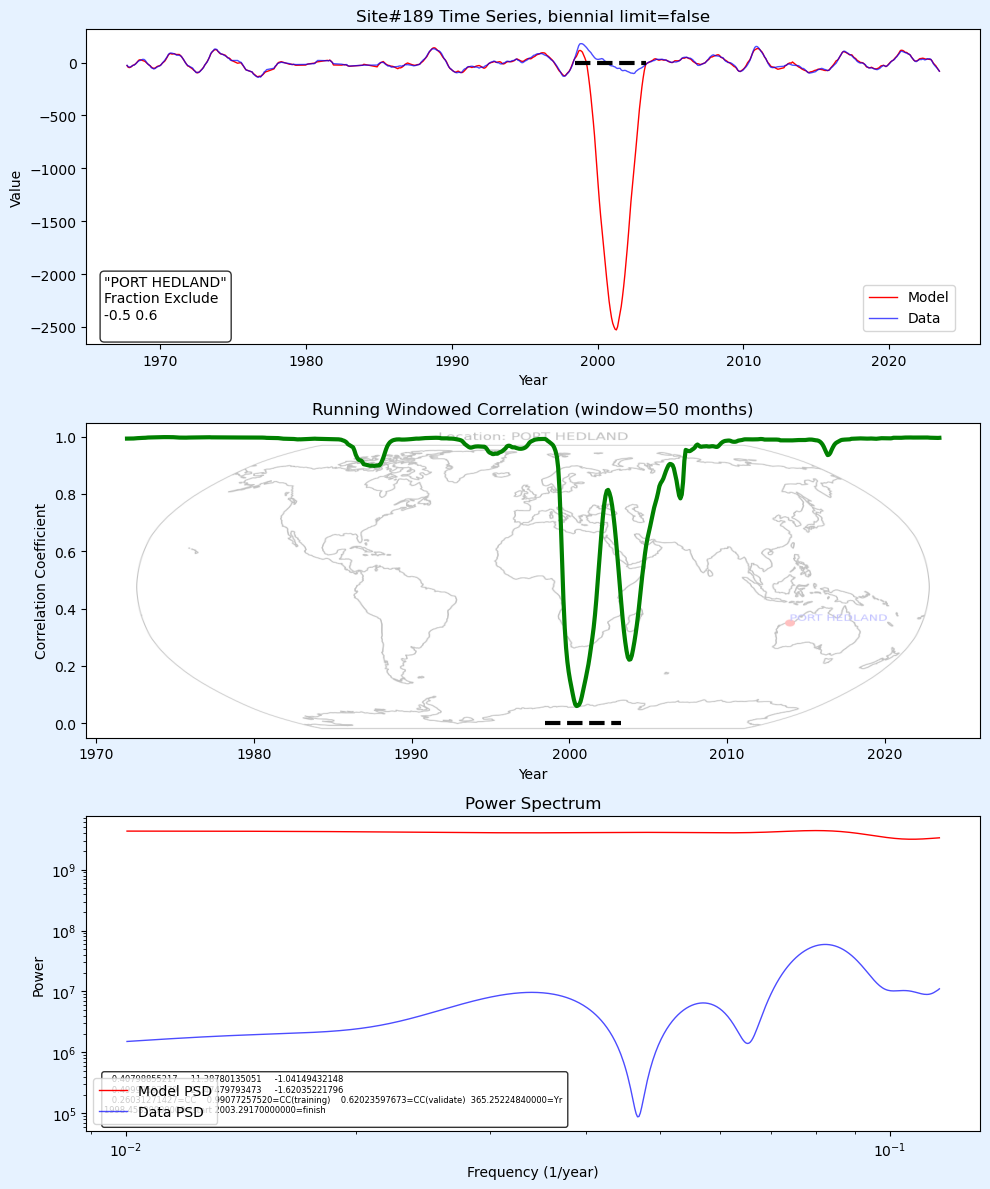 Site#189 Time Series, biennial limit=false
Value
0
−500
−1000
−1500
−2000
−2500
"PORT HEDLAND"
Fraction Exclude
-0.5 0.6
Model
Data
1970 1980 1990 2000 2010 2020
Year
Running Windowed Correlation (window=50 months)
Location: PORT HEDLAND
Correlation Coefficient
1.0
0.8
0.6
0.4
0.2
0.0
PORT HEDLAND
1970 1980 1990 2000 2010 2020
Year
Power Spectrum
Power
10⁹
10⁸
10⁷
10⁶
10⁵
11.38780135051 -1.04149432148
-1.62035221796
0.99077257520=CC(training) 0.62023597673=CC(validate) 365.25224840000=Yr
2003.29170000000=finish
Model PSD
Data PSD
10⁻² 10⁻¹
Frequency (1/year)